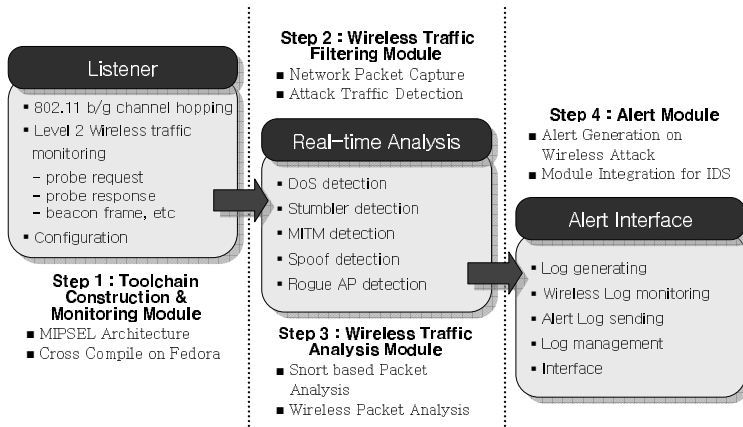 Listener
▪ 802.11 b/g channel hopping
▪ Level 2 Wireless traffic
monitoring
- probe request
- probe response
- beacon frame, etc
▪ Configuration
Step 1 : Toolchain
Construction &
Monitoring Module
■ MIPSEL Architecture
■ Cross Compile on Fedora
Step 2 : Wireless Traffic
Filtering Module
■ Network Packet Capture
■ Attack Traffic Detection
Real-time Analysis
▪ DoS detection
▪ Stumbler detection
▪ MITM detection
▪ Spoof detection
▪ Rogue AP detection
Step 3 : Wireless Traffic
Analysis Module
■ Snort based Packet
Analysis
■ Wireless Packet Analysis
Step 4 : Alert Module
■ Alert Generation on
Wireless Attack
■ Module Integration for IDS
Alert Interface
▪ Log generating
▪ Wireless Log monitoring
▪ Alert Log sending
▪ Log management
▪ Interface